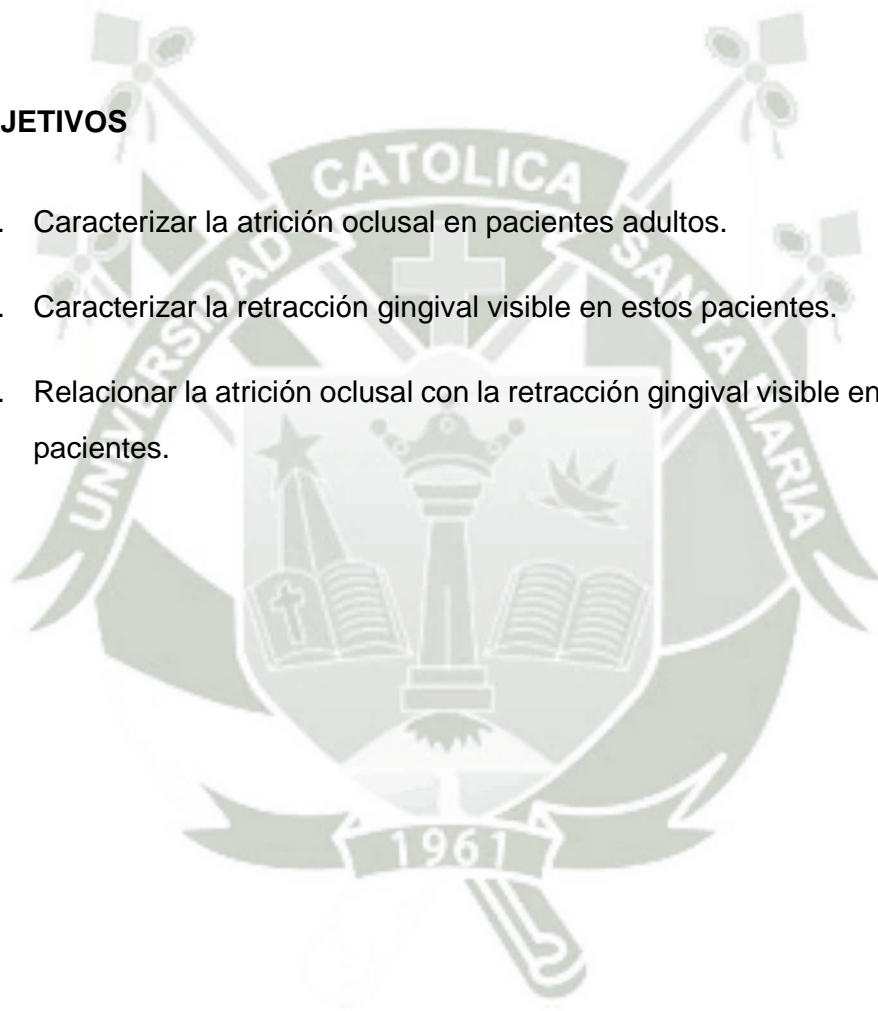 JETIVOS
. Caracterizar la atrición oclusal en pacientes adultos.
. Caracterizar la retracción gingival visible en estos pacientes.
. Relacionar la atrición oclusal con la retracción gingival visible en
pacientes.
UNIVERSIDAD CATOLICA SANTA MARIA
1961